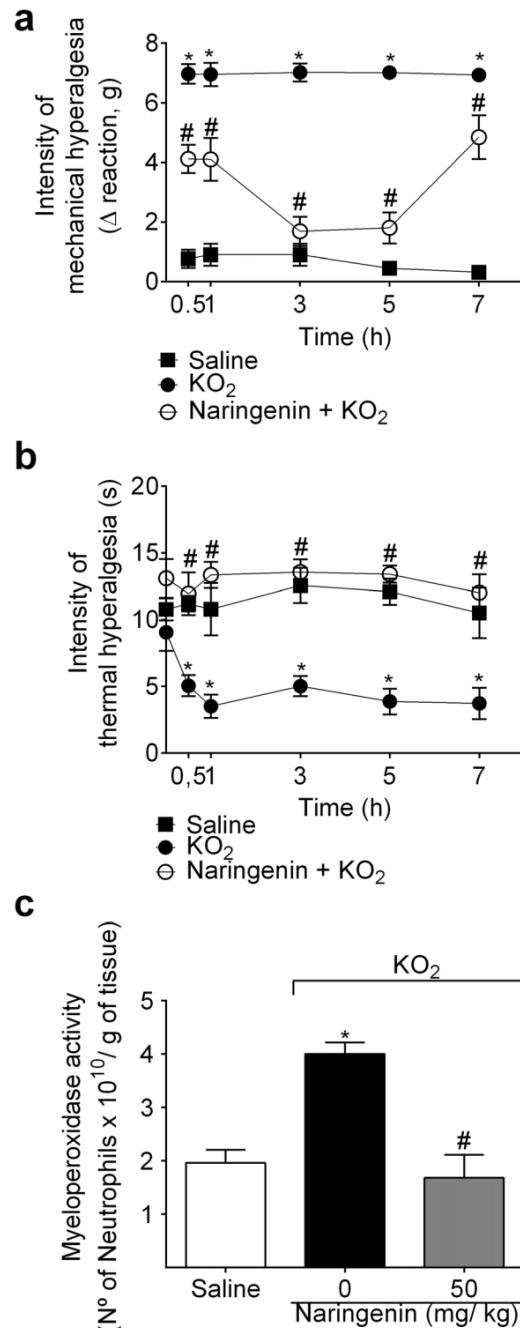 a
Intensity of
mechanical hyperalgesia
(Δ reaction, g)
8
6
4
2
0
* * * * *
# # # # #
0.51 3 5 7
Time (h)
Saline
KO₂
Naringenin + KO₂
b
Intensity of
thermal hyperalgesia (s)
20
15
10
5
0
# # # # #
* * * * *
0,51 3 5 7
Time (h)
Saline
KO₂
Naringenin + KO₂
c
Myeloperoxidase activity
(Nº of Neutrophils x 10¹⁰/ g of tissue)
KO₂
5
4
3
2
1
*
#
Saline 0 50
Naringenin (mg/ kg)